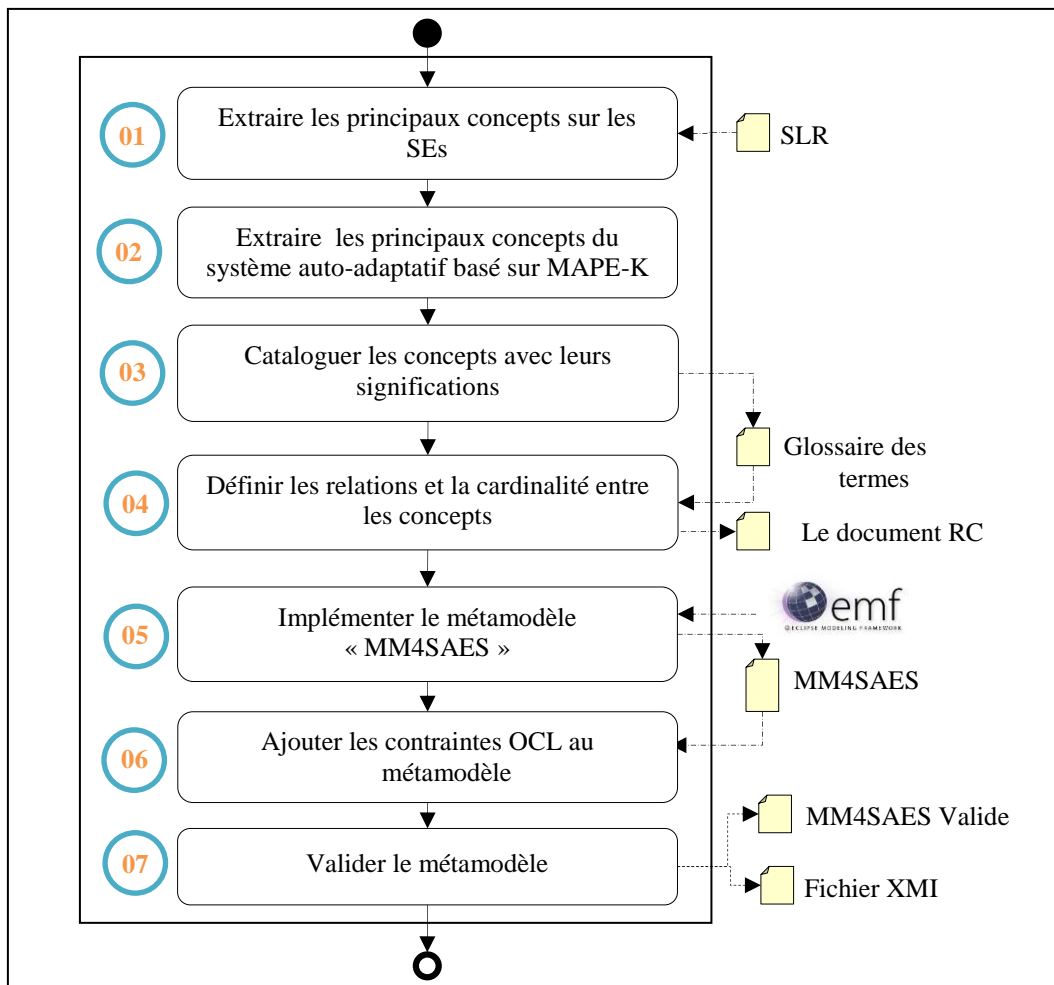 01
Extraire les principaux concepts sur les
SEs
SLR
02
Extraire les principaux concepts du
système auto-adaptatif basé sur MAPE-K
03
Cataloguer les concepts avec leurs
significations
Glossaire des
termes
04
Définir les relations et la cardinalité entre
les concepts
Le document RC
05
Implémenter le métamodèle
« MM4SAES »
emf
ECLIPSE MODELING FRAMEWORK
MM4SAES
06
Ajouter les contraintes OCL au
métamodèle
MM4SAES Valide
07
Valider le métamodèle
Fichier XMI